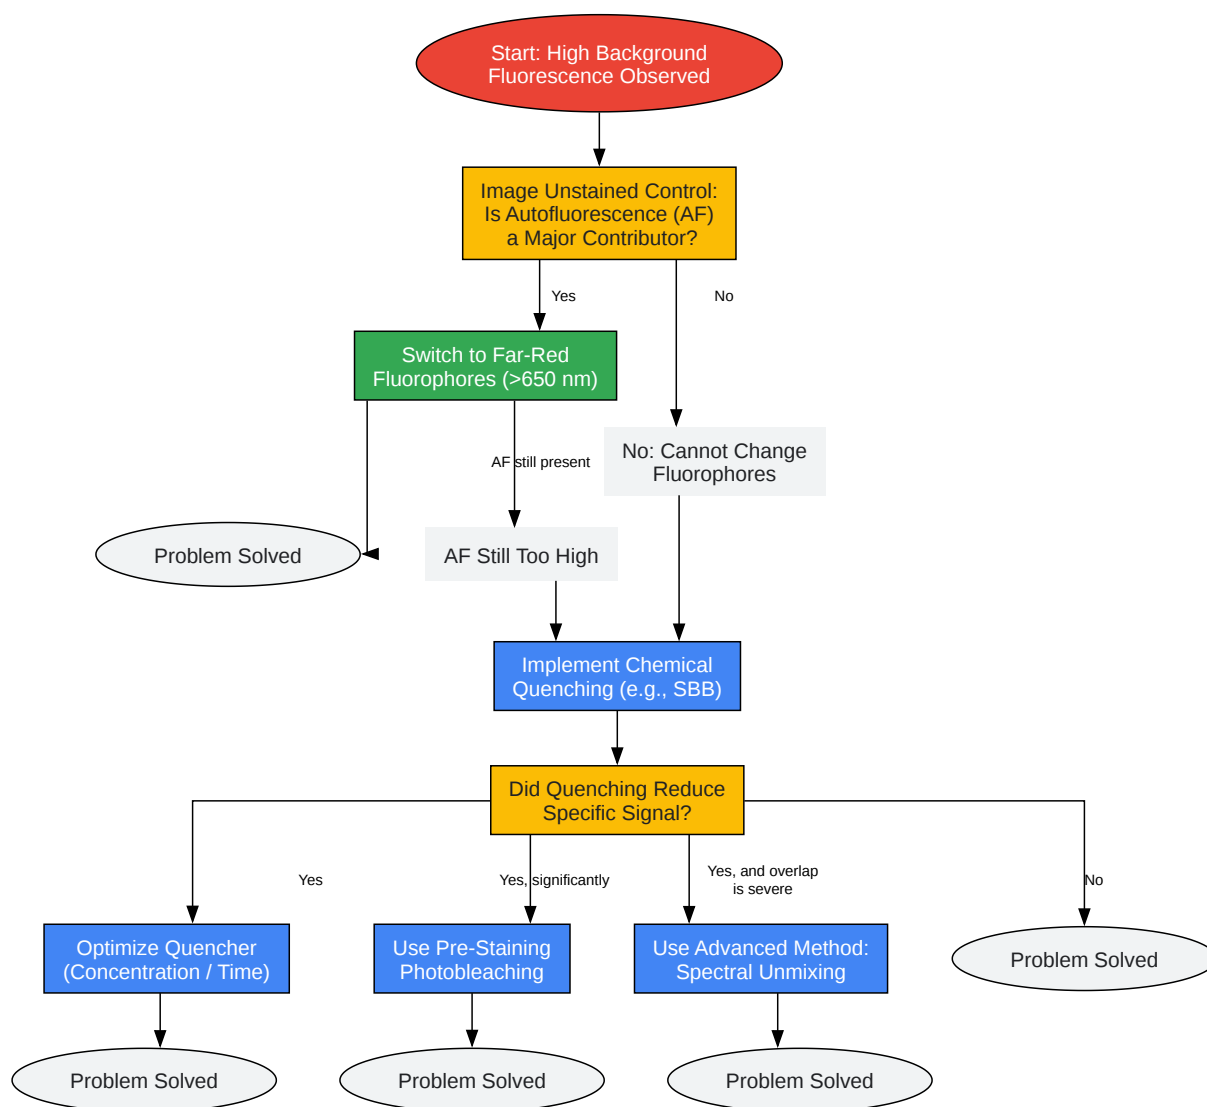 Start: High Background
Fluorescence Observed
Image Unstained Control:
Is Autofluorescence (AF)
a Major Contributor?
Yes
No
Switch to Far-Red
Fluorophores (>650 nm)
AF still present
No: Cannot Change
Fluorophores
Problem Solved
AF Still Too High
Implement Chemical
Quenching (e.g., SBB)
Did Quenching Reduce
Specific Signal?
Yes
Yes, significantly
Yes, and overlap
is severe
No
Optimize Quencher
(Concentration / Time)
Use Pre-Staining
Photobleaching
Use Advanced Method:
Spectral Unmixing
Problem Solved
Problem Solved
Problem Solved
Problem Solved